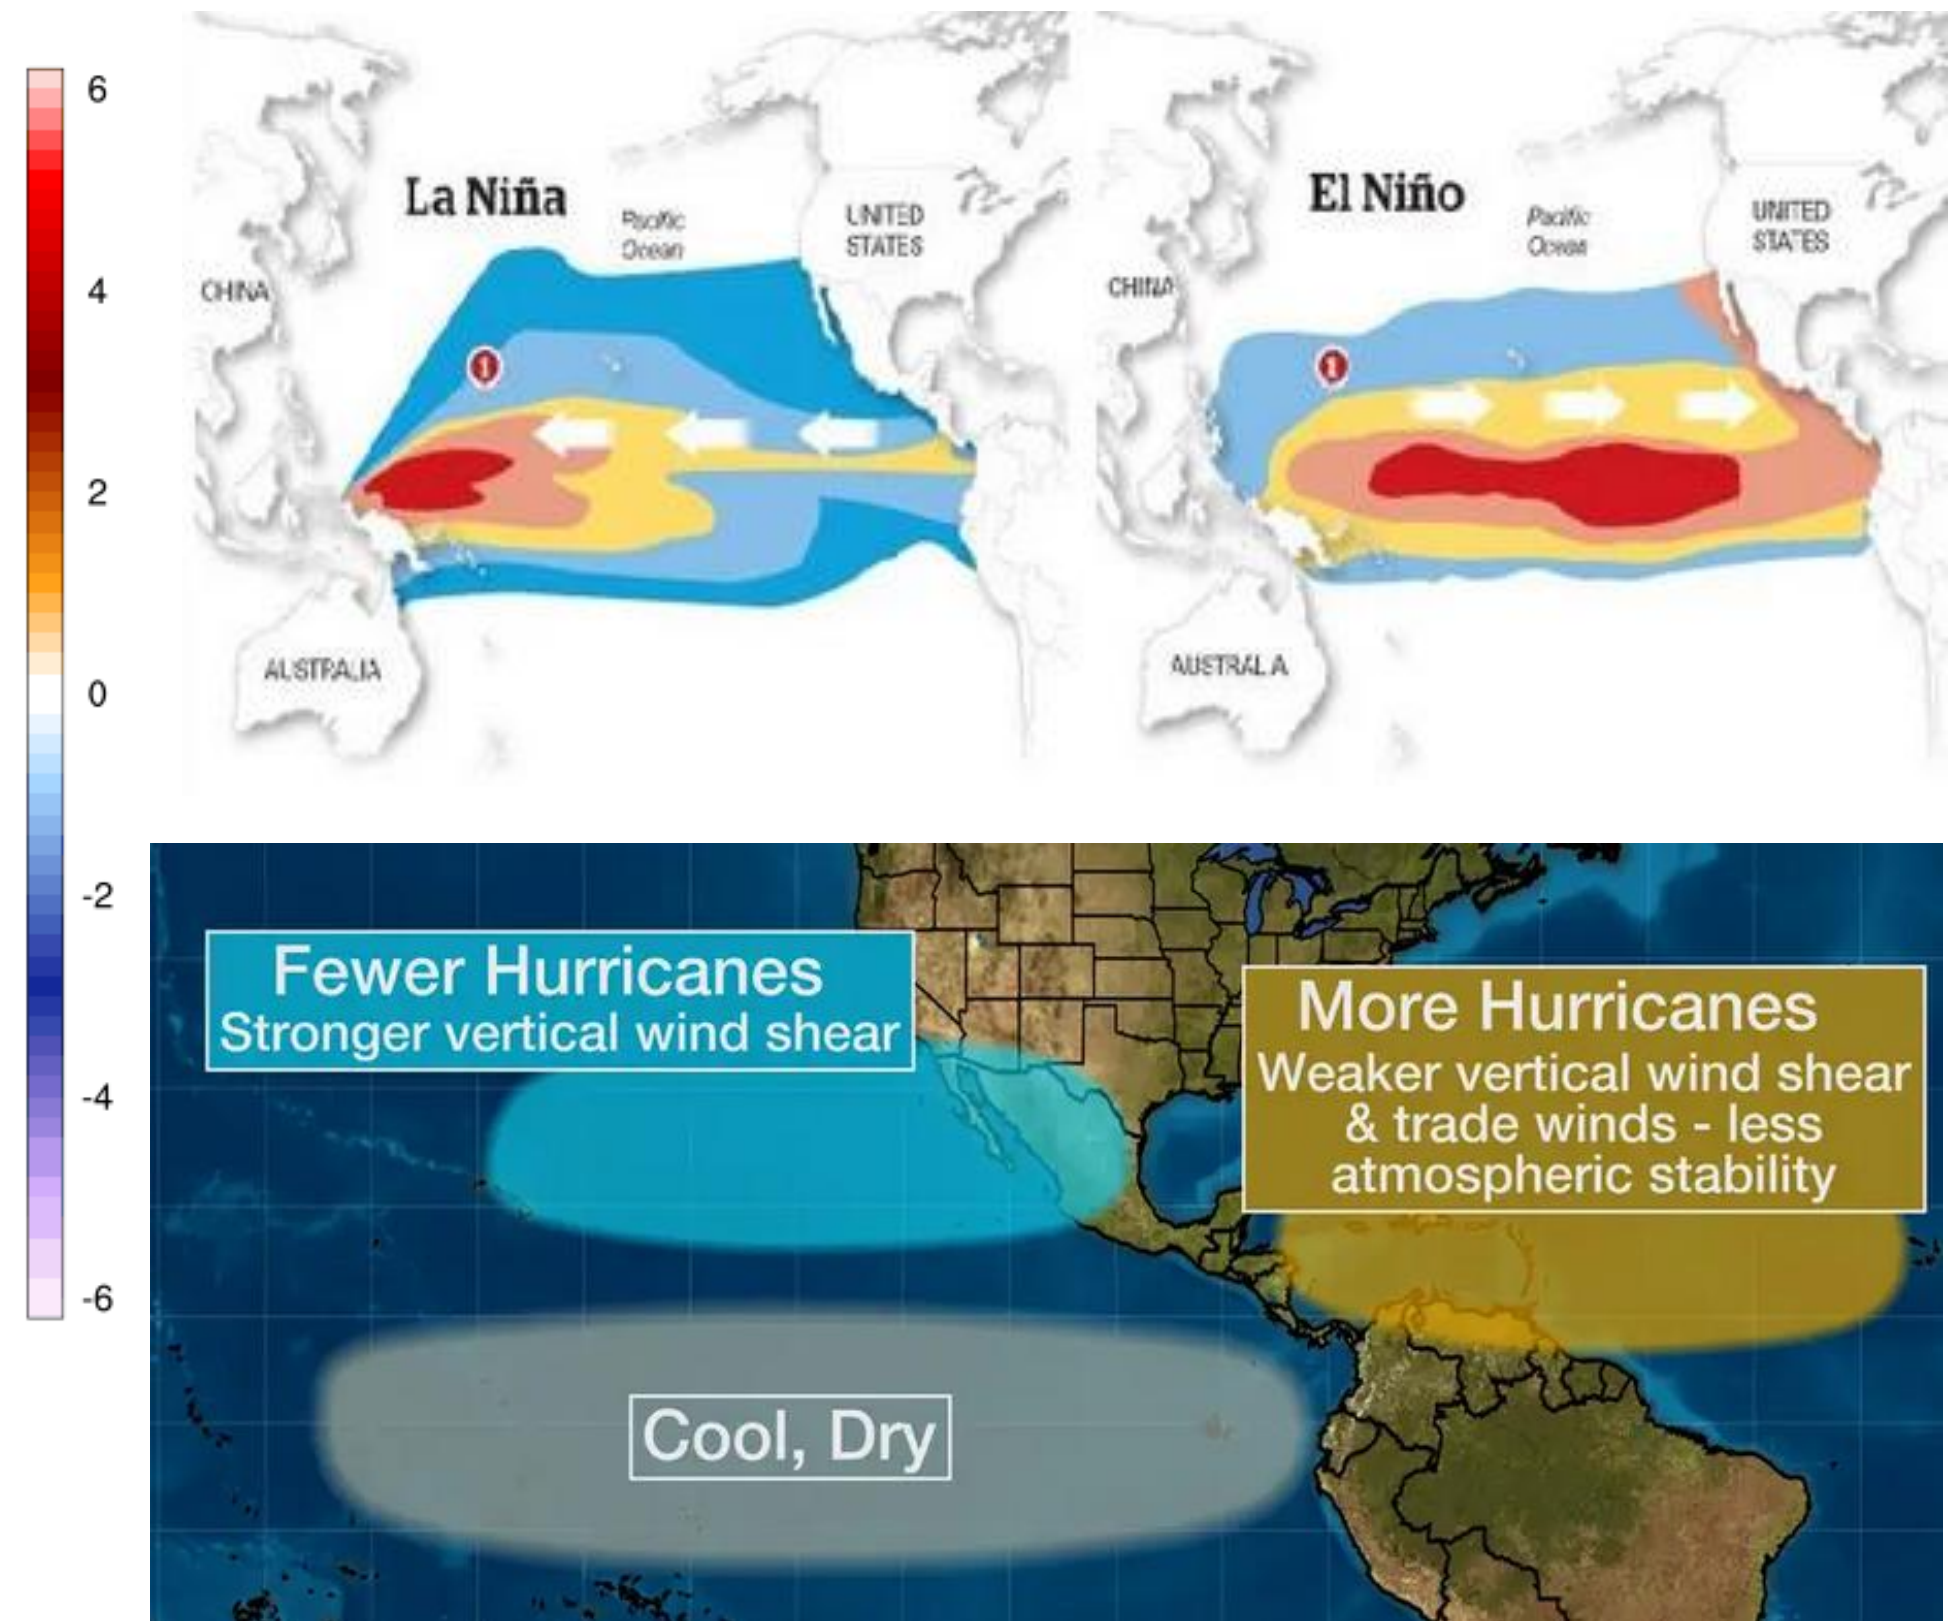 6
4
2
0
-2
-4
-6
La Niña
Pacific
Ocean
UNITED
STATES
CHINA
AUSTRALIA
1
El Niño
Pacific
Ocean
UNITED
STATES
CHINA
AUSTRALIA
1
Fewer Hurricanes
Stronger vertical wind shear
More Hurricanes
Weaker vertical wind shear
& trade winds - less
atmospheric stability
Cool, Dry